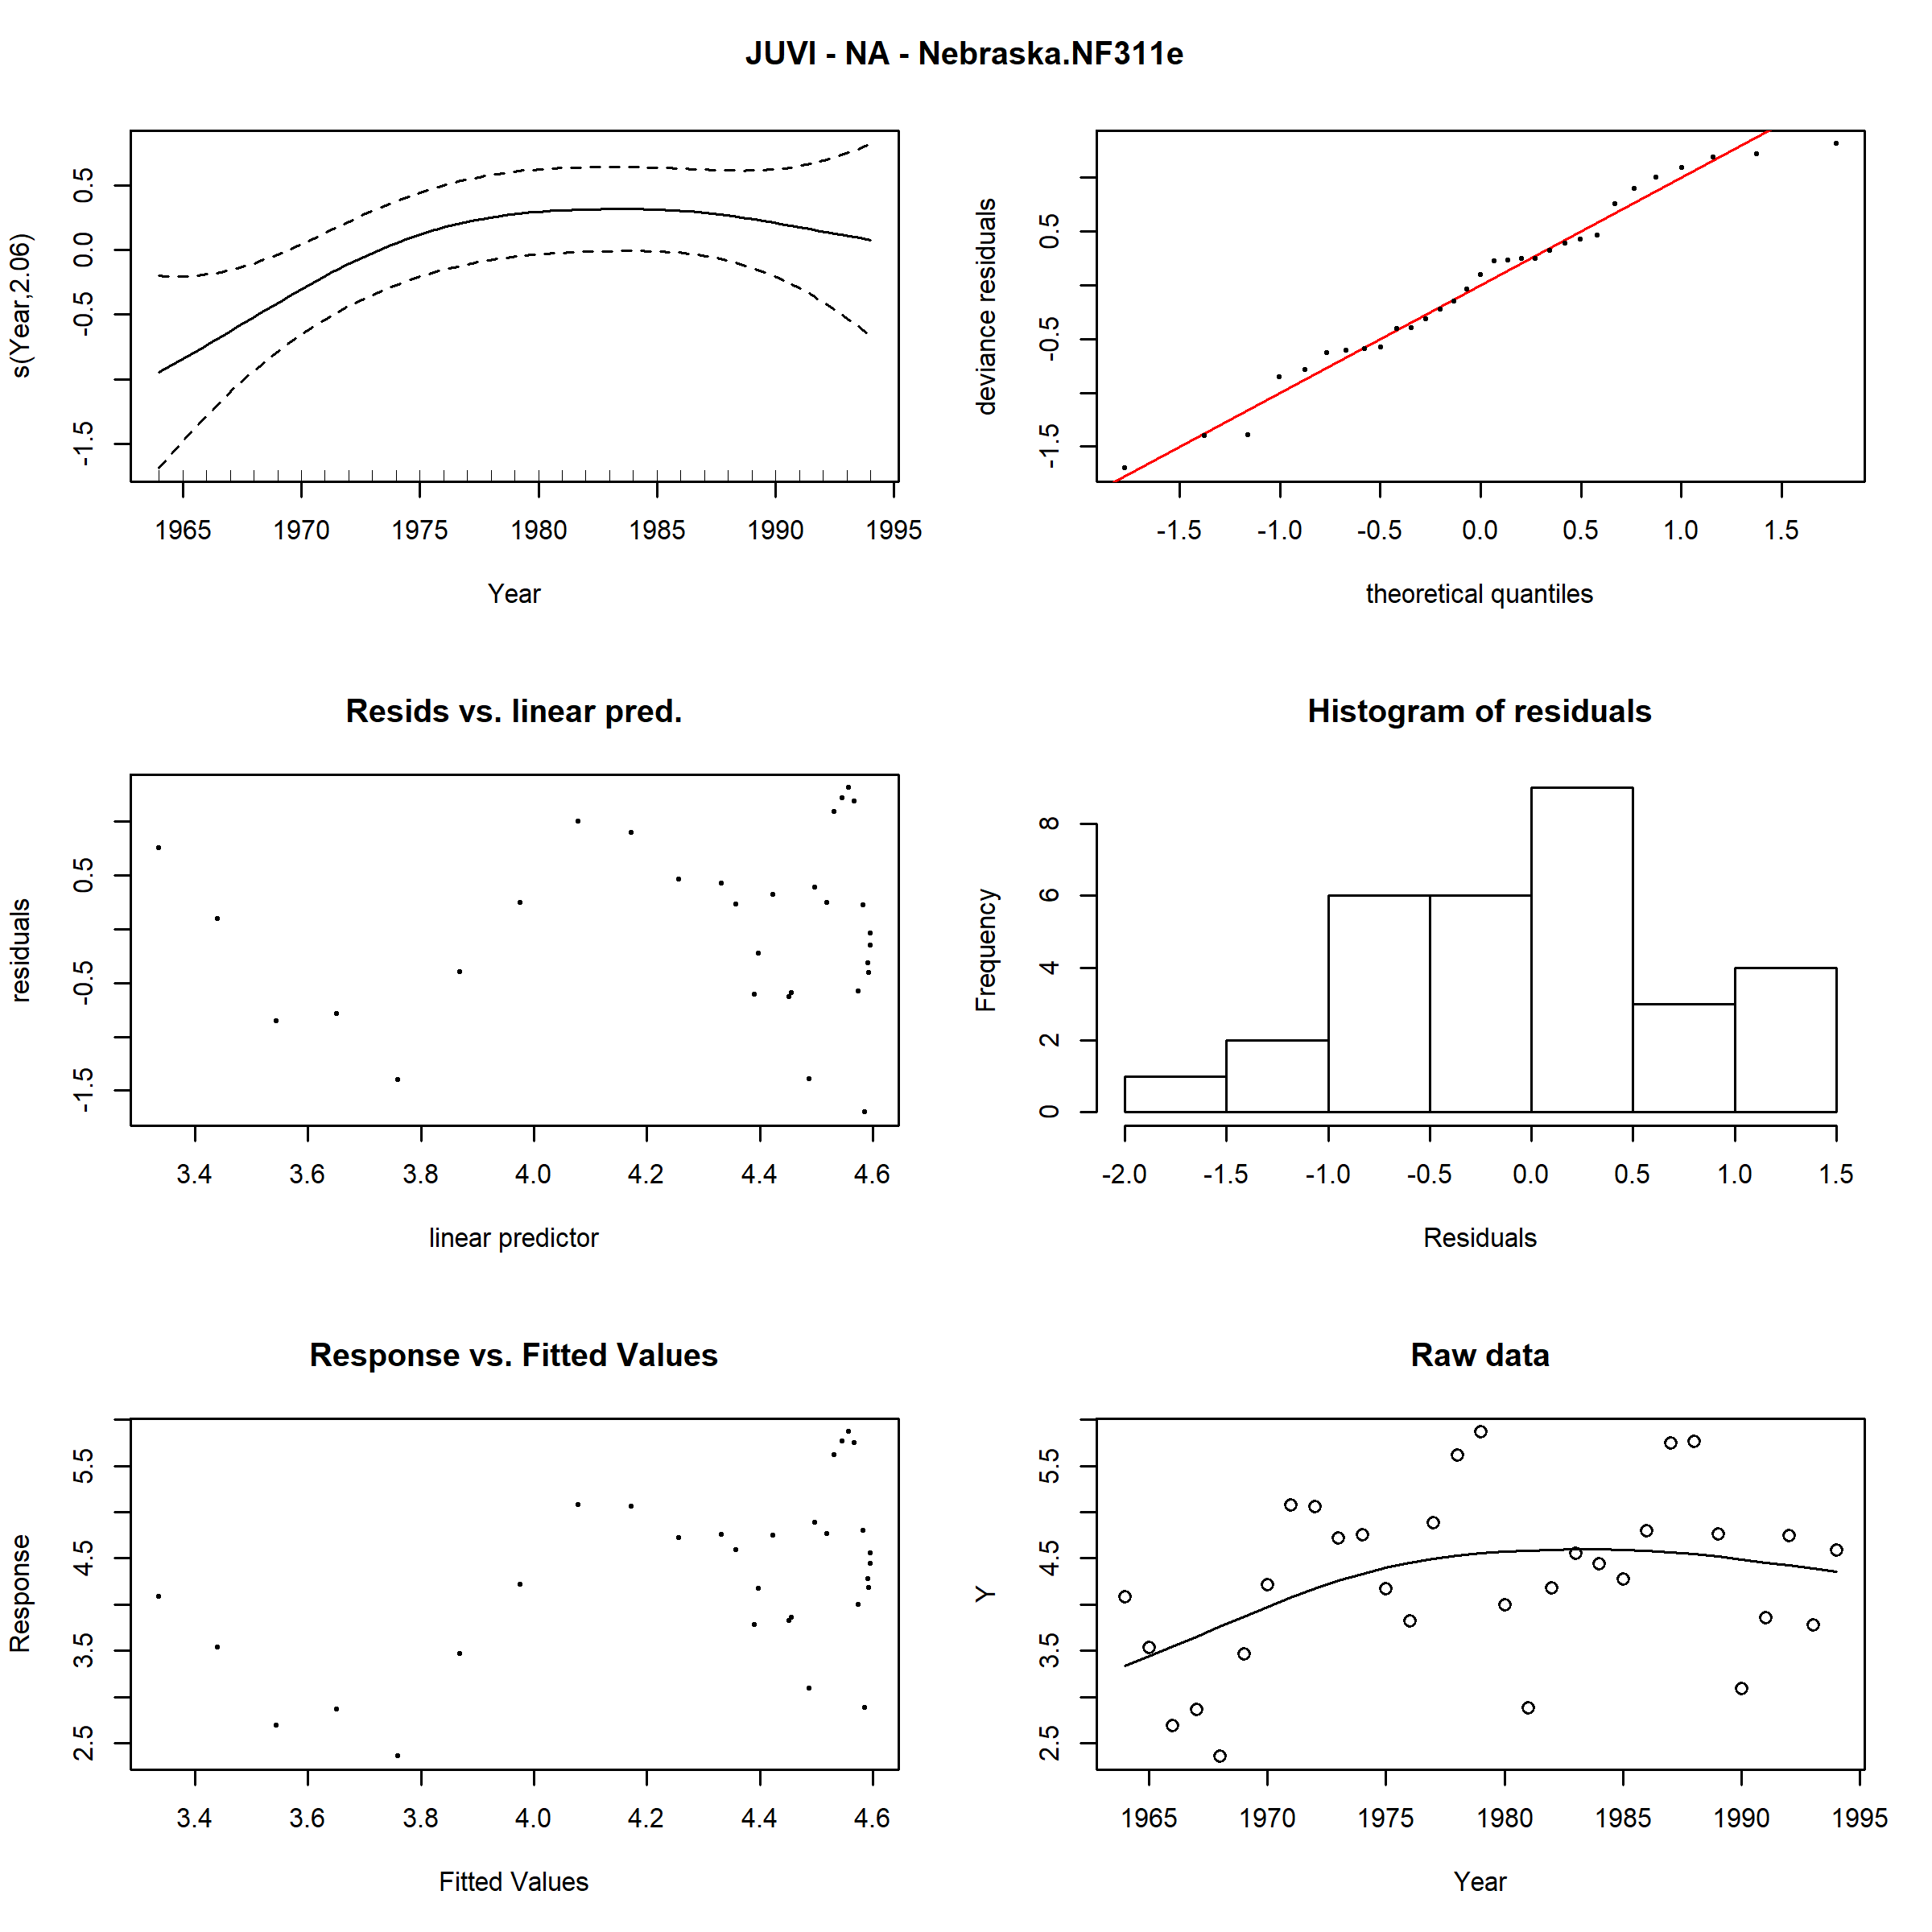 JUVI - NA - Nebraska.NF311e
s(Year,2.06)
0.5
0.0
-0.5
-1.5
1965 1970 1975 1980 1985 1990 1995
Year
deviance residuals
0.5
-0.5
-1.5
-1.5 -1.0 -0.5 0.0 0.5 1.0 1.5
theoretical quantiles
Resids vs. linear pred.
residuals
0.5
-0.5
-1.5
3.4 3.6 3.8 4.0 4.2 4.4 4.6
linear predictor
Histogram of residuals
Frequency
8
6
4
2
0
-2.0 -1.5 -1.0 -0.5 0.0 0.5 1.0 1.5
Residuals
Response vs. Fitted Values
Response
5.5
4.5
3.5
2.5
3.4 3.6 3.8 4.0 4.2 4.4 4.6
Fitted Values
Raw data
Y
5.5
4.5
3.5
2.5
1965 1970 1975 1980 1985 1990 1995
Year